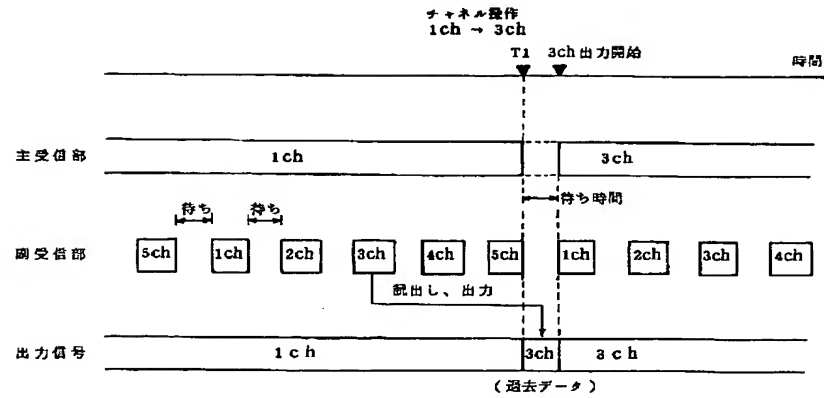 チャネル操作
1ch → 3ch
T1 3ch出力開始
時間
主受信部
1ch
3ch
待ち時間
待ち
待ち
副受信部
5ch
1ch
2ch
3ch
4ch
5ch
1ch
2ch
3ch
4ch
読出し、出力
出力信号
1ch
3ch
3ch
(過去データ)